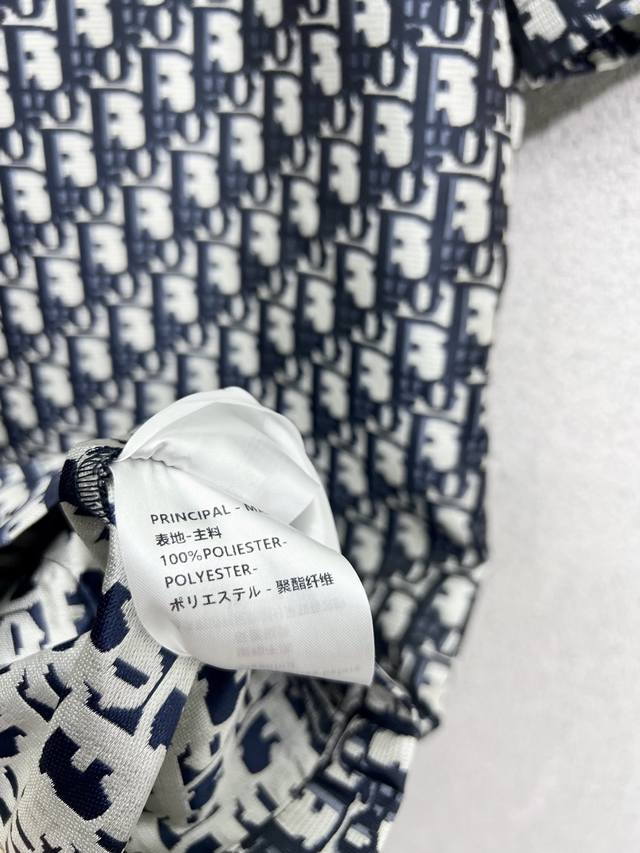 PRINCIPAL - M
表地-主料
100%POLIESTER-
POLYESTER-
ポリエステル - 聚酯纤维